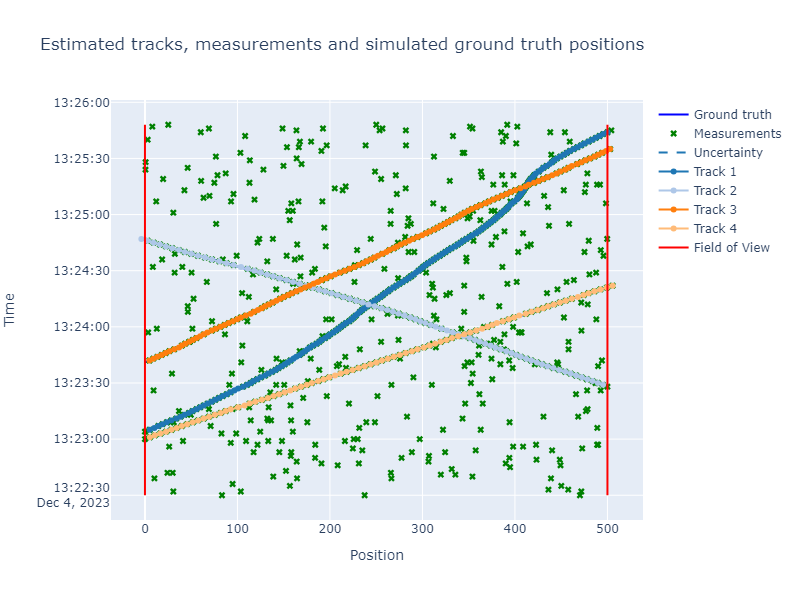 Estimated tracks, measurements and simulated ground truth positions
13:26:00
13:25:30
13:25:00
13:24:30
13:24:00
13:23:30
13:23:00
13:22:30
Dec 4, 2023
Time
0
100
200
300
400
500
Position
Ground truth
Measurements
Uncertainty
Track 1
Track 2
Track 3
Track 4
Field of View